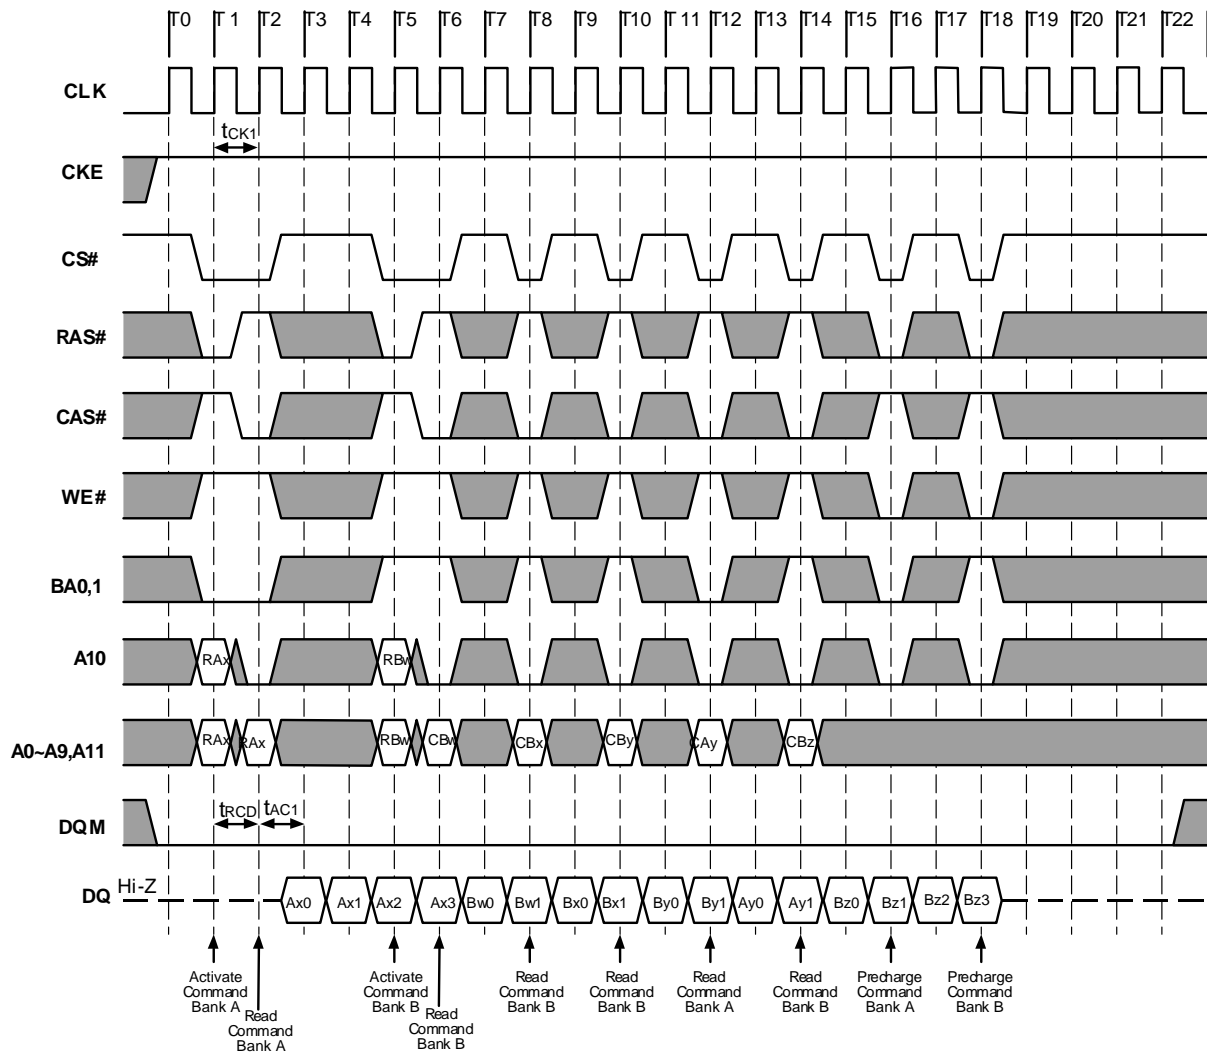 T0 T 1 T2 T3 T4 T5 T6 T7 T8 T9 T10 T 11 T12 T13 T14 T15 T16 T17 T18 T19 T20 T21 T22
CLK
tCK1
CKE
CS#
RAS#
CAS#
WE#
BA0,1
A10
RAx RBw
A0~A9,A11
RAx RAx RBw CBw CBx CBy CAy CBz
tRCD tAC1
DQM
DQ Hi-Z
Ax0 Ax1 Ax2 Ax3 Bw0 Bw1 Bx0 Bx1 By0 By1 Ay0 Ay1 Bz0 Bz1 Bz2 Bz3
Activate
Command
Bank A
Read
Command
Bank A
Activate
Command
Bank B
Read
Command
Bank B
Read
Command
Bank B
Read
Command
Bank B
Read
Command
Bank A
Read
Command
Bank B
Precharge
Command
Bank A
Precharge
Command
Bank B